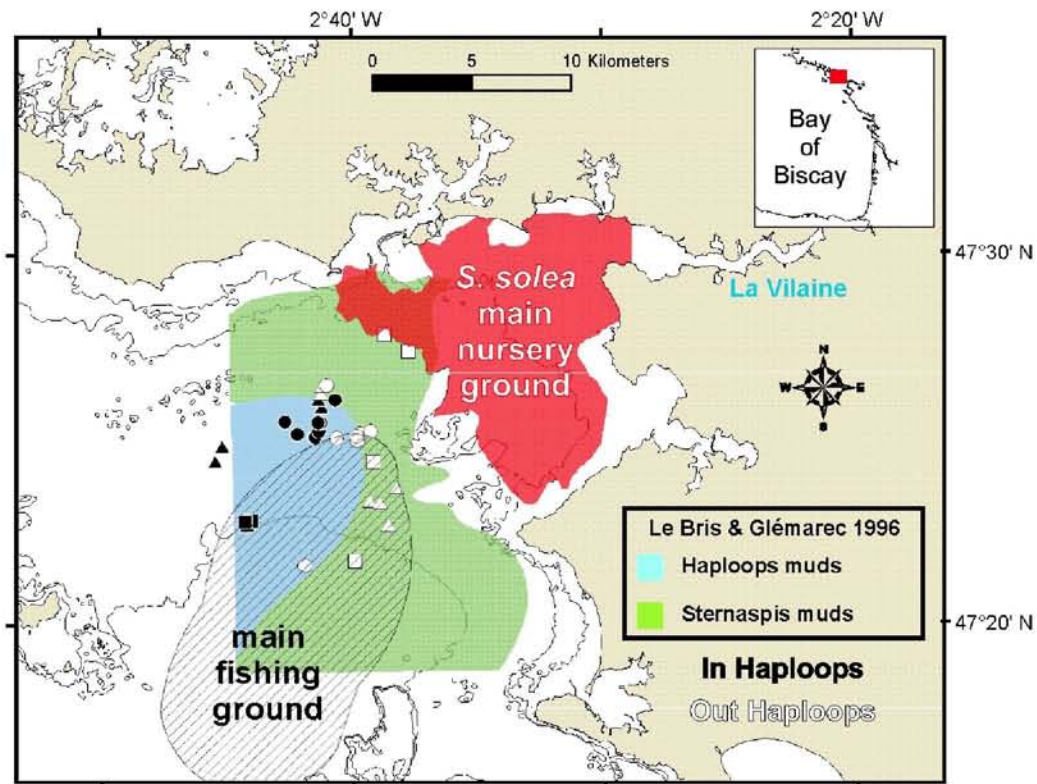 2°40' W
2°20' W
0 5 10 Kilometers
Bay
of
Biscay
47°30' N
S. solea
main
nursery
ground
La Vilaine
N
W E
S
Le Bris & Glémarec 1996
Haploops muds
Sternaspis muds
47°20' N
main
fishing
ground
In Haploops
Out Haploops